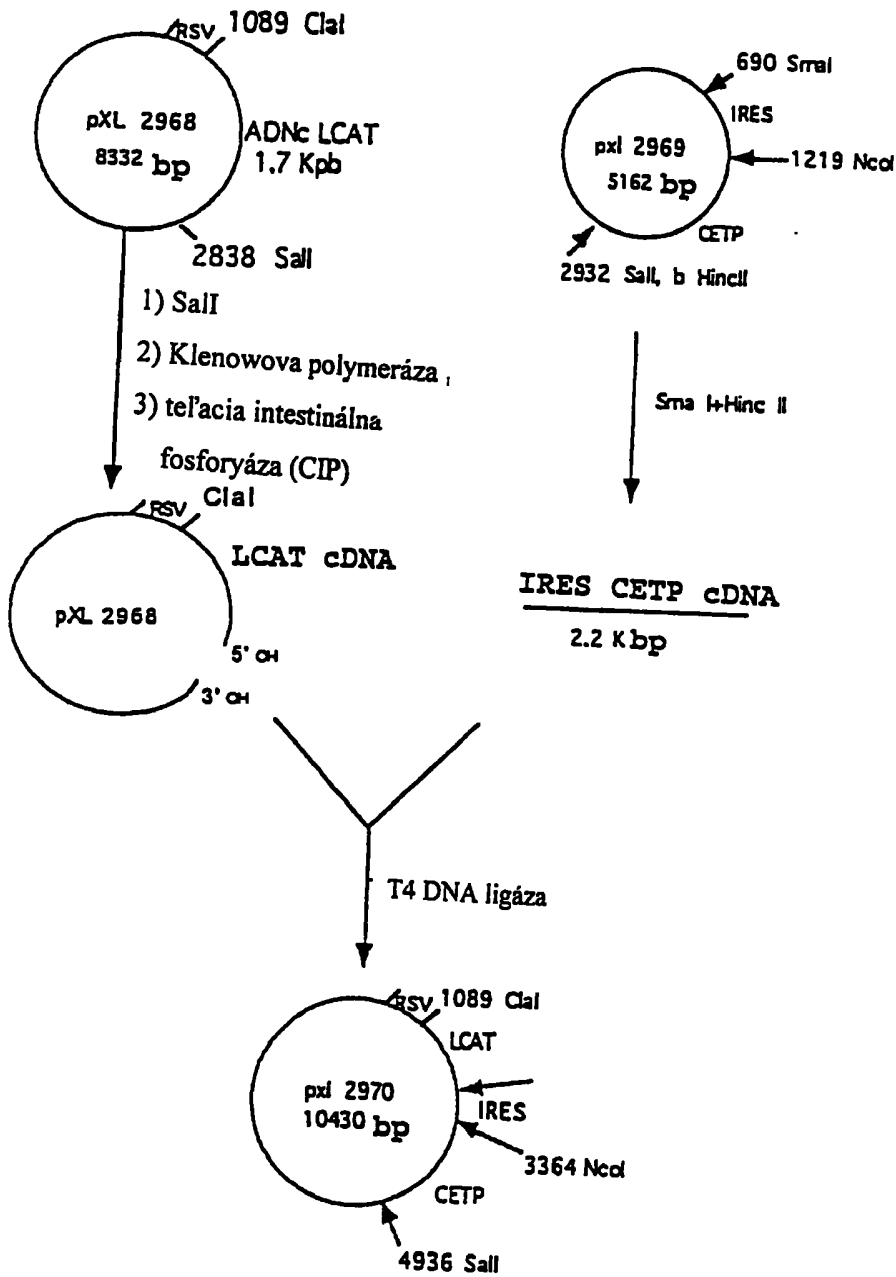 RSV
1089 ClaI
pXL 2968
8332 bp
ADNc LCAT
1.7 Kpb
2838 SalI
690 SmaI
IRES
pxl 2969
5162 bp
1219 NcoI
CETP
2932 SalI, b HincII
1) SalI
2) Klenowova polymeráza
3) teľacia intestinálna
fosforyáza (CIP)
Sma I+Hinc II
RSV
ClaI
LCAT cDNA
pXL 2968
5' OH
3' OH
IRES CETP cDNA
2.2 Kbp
T4 DNA ligáza
RSV
1089 ClaI
LCAT
pxl 2970
10430 bp
IRES
3364 NcoI
CETP
4936 SalI